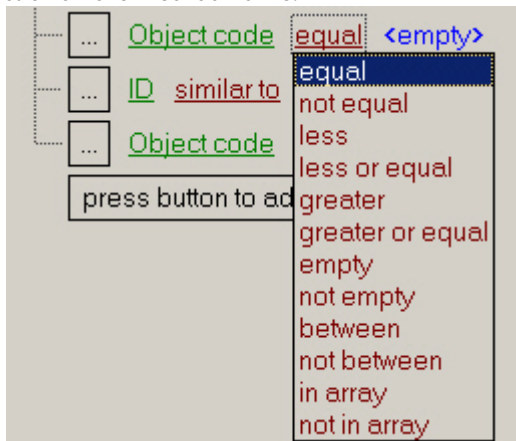 ... Object code equal <empty>
... ID similar to
... Object code
press button to ad
equal
not equal
less
less or equal
greater
greater or equal
empty
not empty
between
not between
in array
not in array